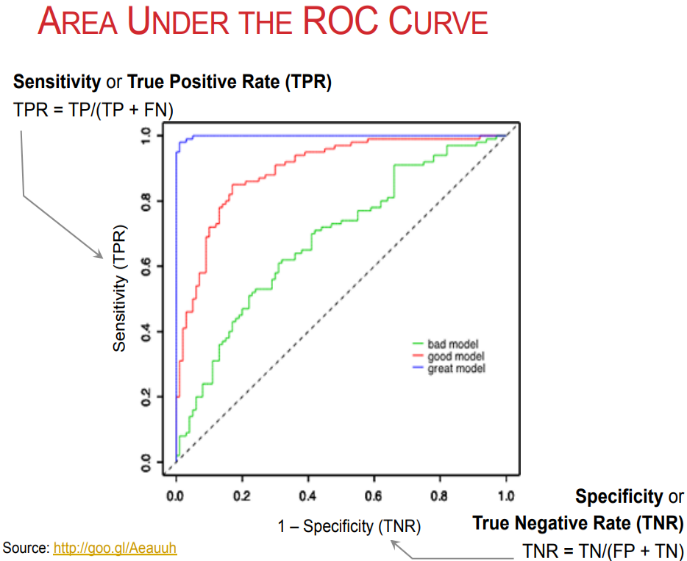 AREA UNDER THE ROC CURVE
Sensitivity or True Positive Rate (TPR)
TPR = TP/(TP + FN)
Sensitivity (TPR)
1.0
0.8
0.6
0.4
0.2
0.0
bad model
good model
great model
0.0 0.2 0.4 0.6 0.8 1.0
1 – Specificity (TNR)
Specificity or
True Negative Rate (TNR)
TNR = TN/(FP + TN)
Source: http://goo.gl/Aeauuh